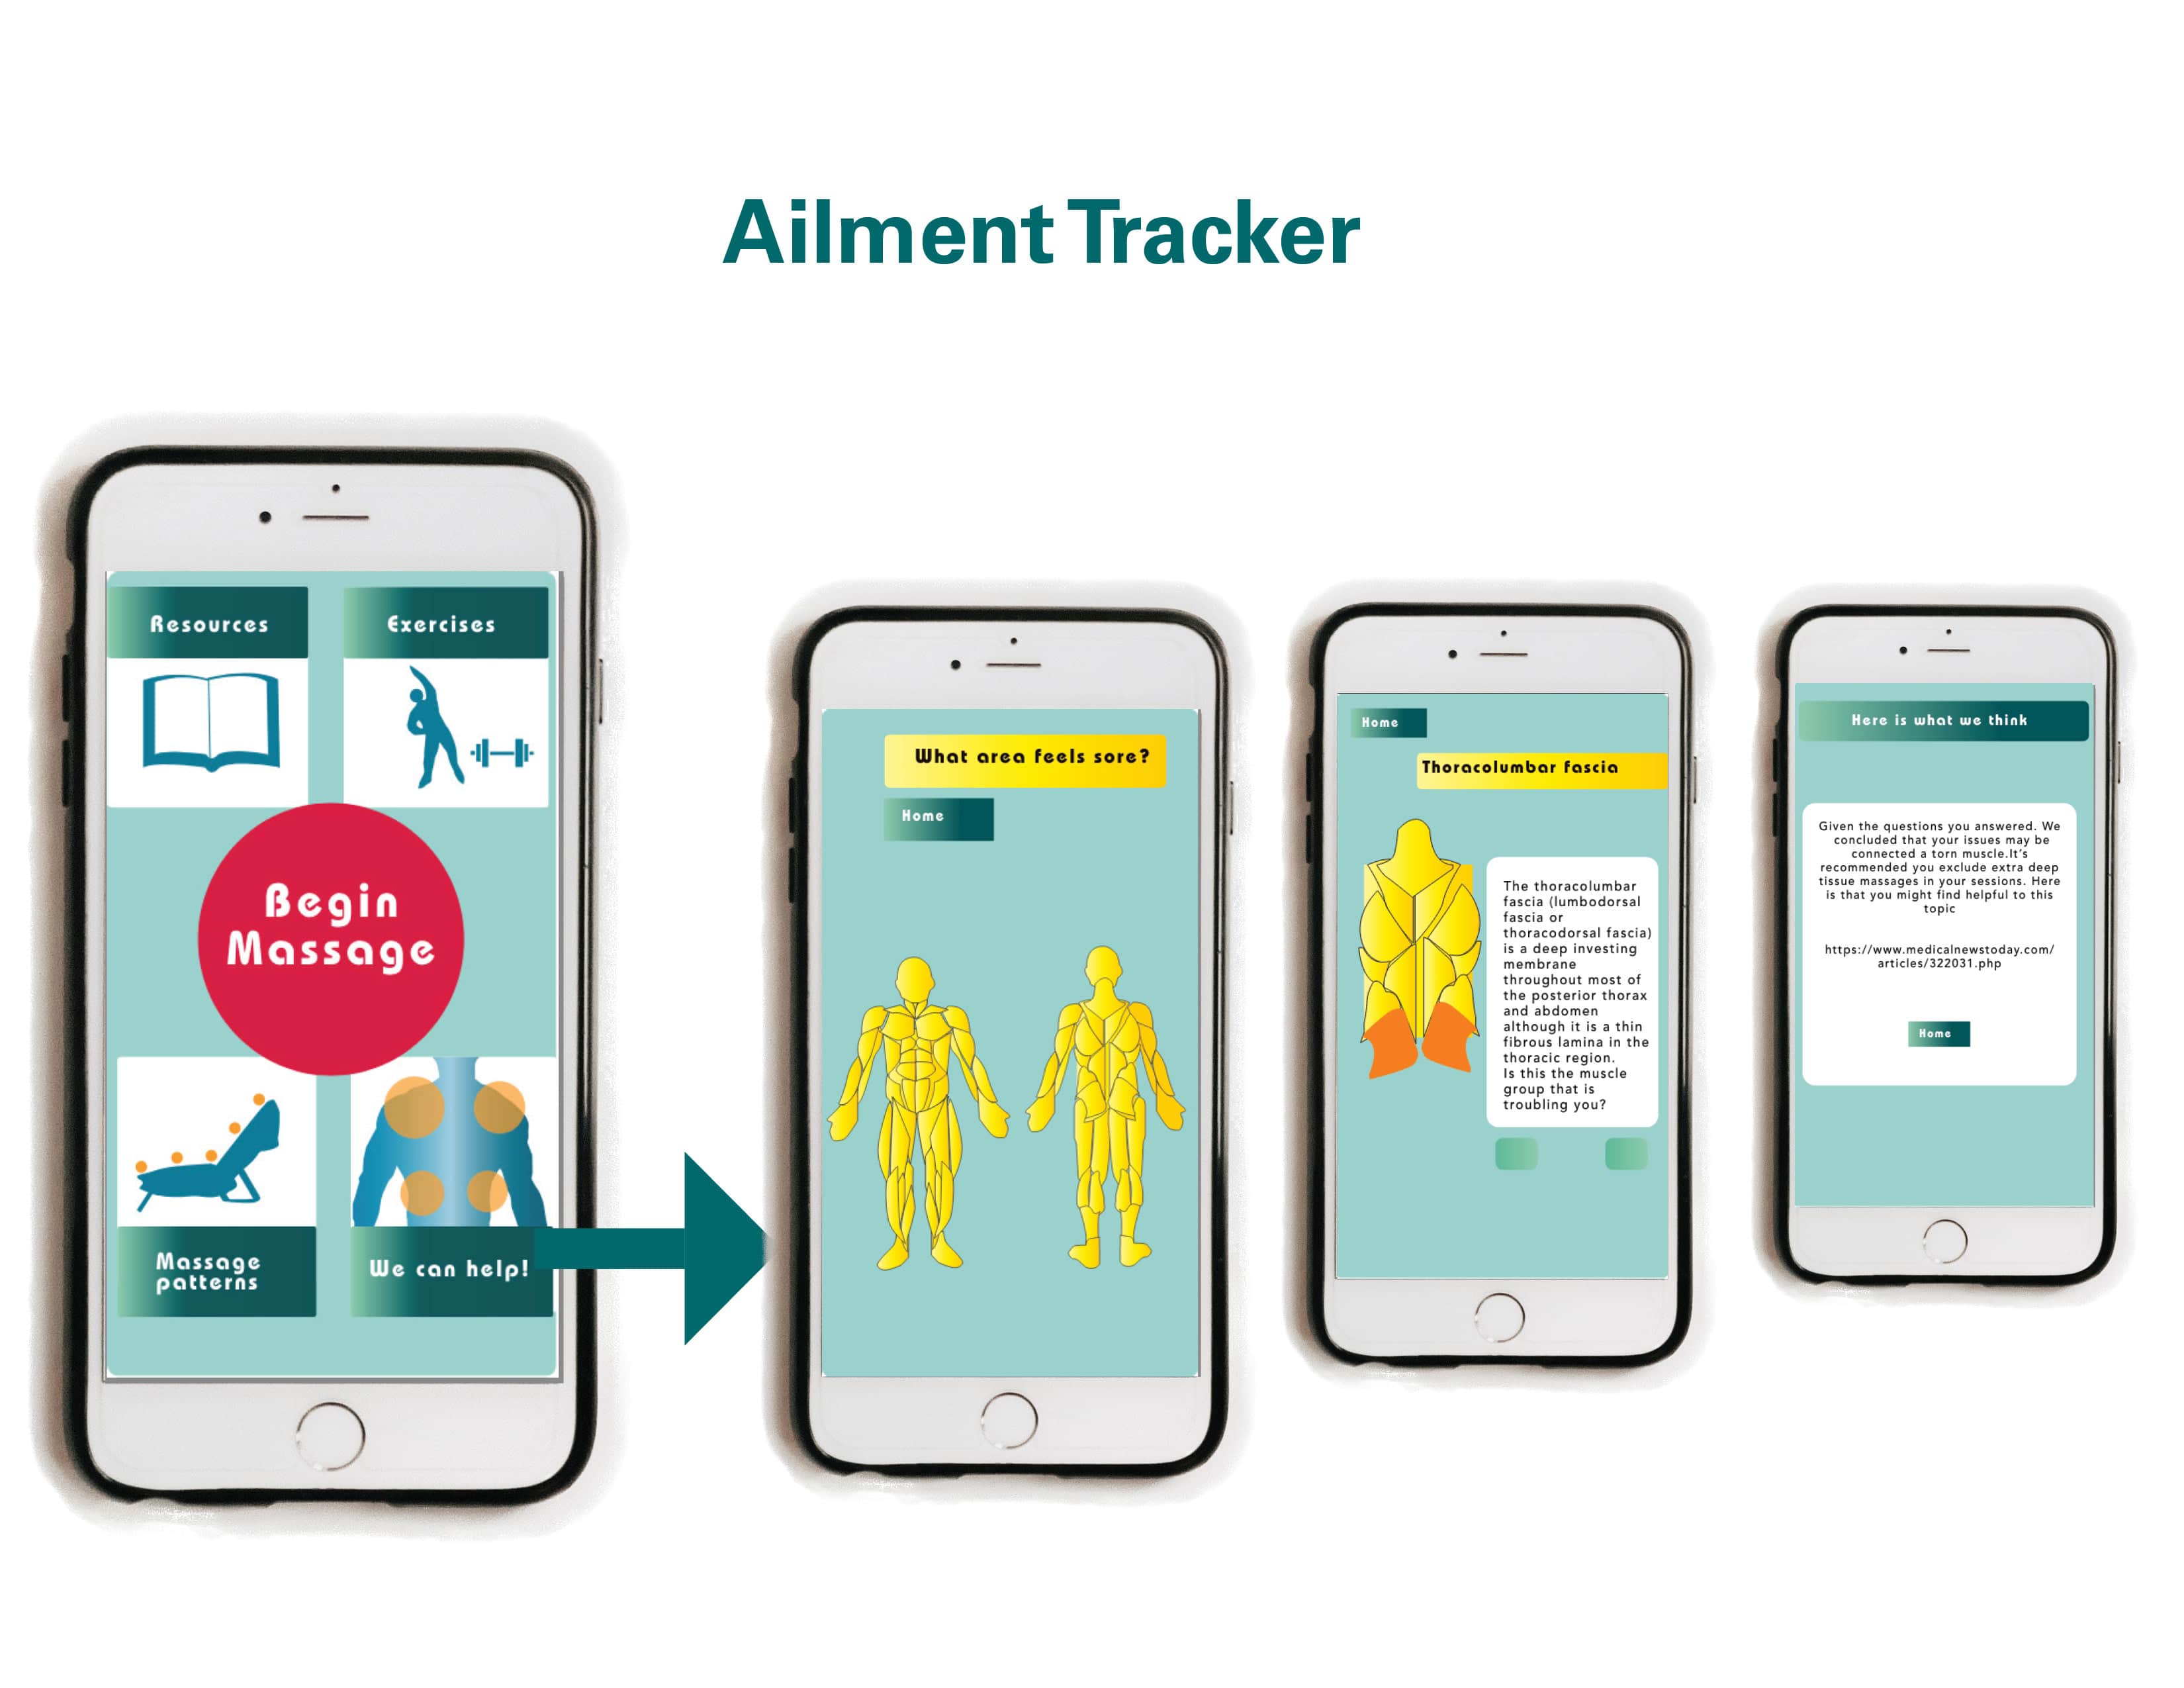 Ailment Tracker
Resources
Exercises
Begin
Massage
Massage
patterns
We can help!
What area feels sore?
Home
Home
Thoracolumbar fascia
The thoracolumbar
fascia (lumbodorsal
fascia or
thoracodorsal fascia)
is a deep investing
membrane
throughout most of
the posterior thorax
and abdomen
although it is a thin
fibrous lamina in the
thoracic region.
Is this the muscle
group that is
troubling you?
Here is what we think
Given the questions you answered. We
concluded that your issues may be
connected a torn muscle.It's
recommended you exclude extra deep
tissue massages in your sessions. Here
is that you might find helpful to this
topic
https://www.medicalnewstoday.com/
articles/322031.php
Home